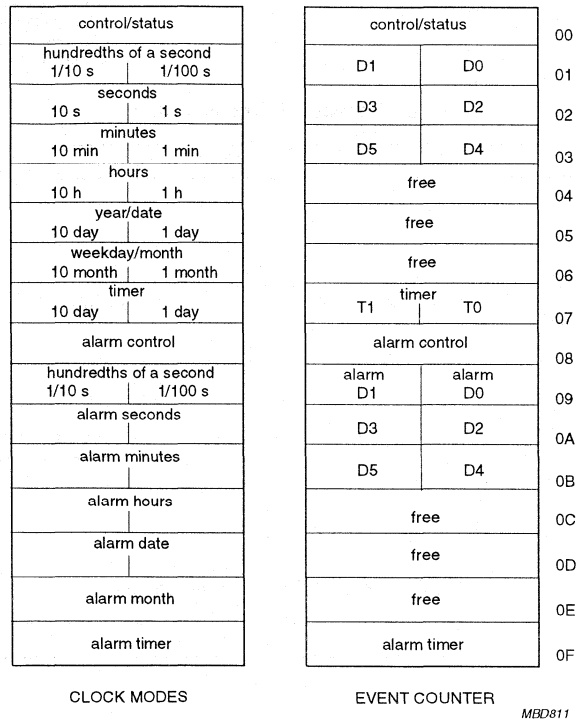 control/status
hundredths of a second
1/10 s 1/100 s
seconds
10 s 1 s
minutes
10 min 1 min
hours
10 h 1 h
year/date
10 day 1 day
weekday/month
10 month 1 month
timer
10 day 1 day
alarm control
hundredths of a second
1/10 s 1/100 s
alarm seconds
alarm minutes
alarm hours
alarm date
alarm month
alarm timer
CLOCK MODES
control/status
00
D1 D0
01
D3 D2
02
D5 D4
03
free
04
free
05
free
06
timer
T1 T0
07
alarm control
08
alarm alarm
D1 D0
09
D3 D2
0A
D5 D4
0B
free
0C
free
0D
free
0E
alarm timer
0F
EVENT COUNTER
MBD811